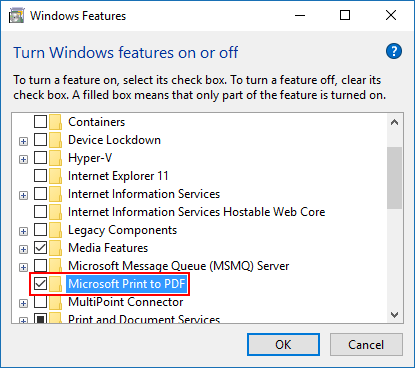 Windows Features
Turn Windows features on or off
?
To turn a feature on, select its check box. To turn a feature off, clear its
check box. A filled box means that only part of the feature is turned on.
Containers
Device Lockdown
Hyper-V
Internet Explorer 11
Internet Information Services
Internet Information Services Hostable Web Core
Legacy Components
Media Features
Microsoft Message Queue (MSMQ) Server
Microsoft Print to PDF
MultiPoint Connector
Print and Document Services
OK
Cancel